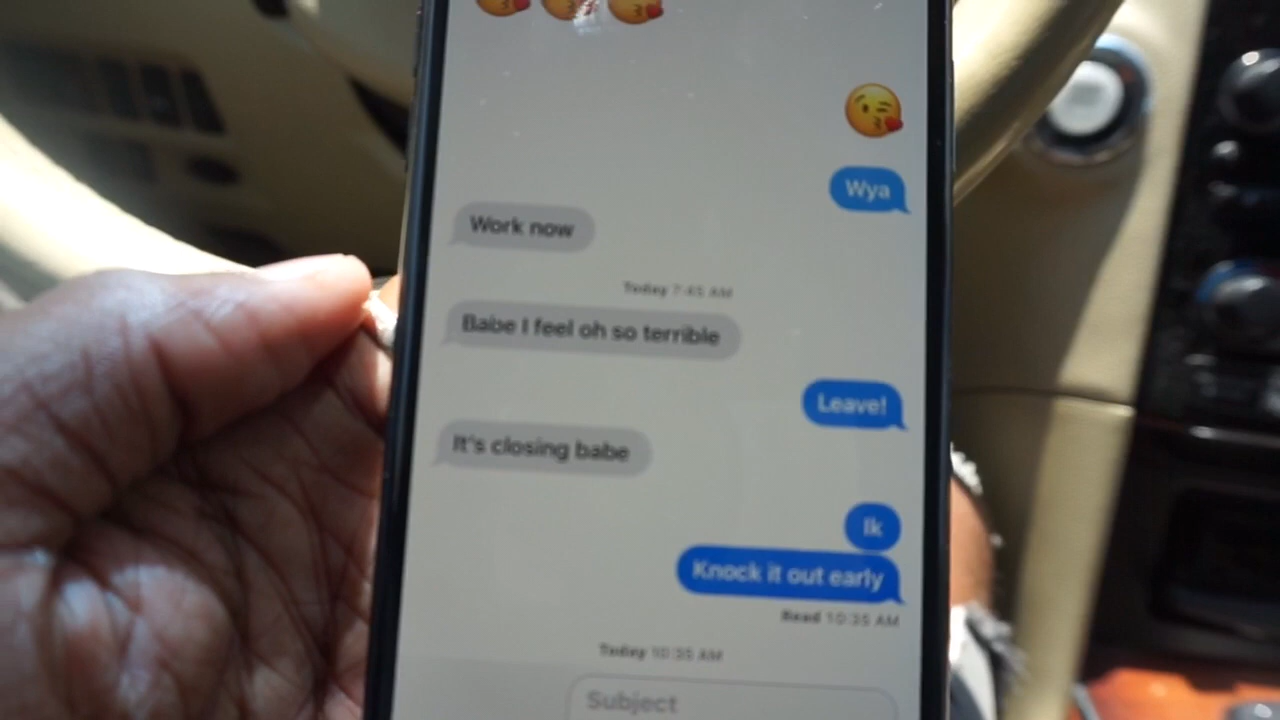 Wya
Work now
Today 7:45 AM
Babe I feel oh so terrible
Leave!
It's closing babe
Ik
Knock it out early
Read 10:35 AM
Today 10:35 AM
Subject